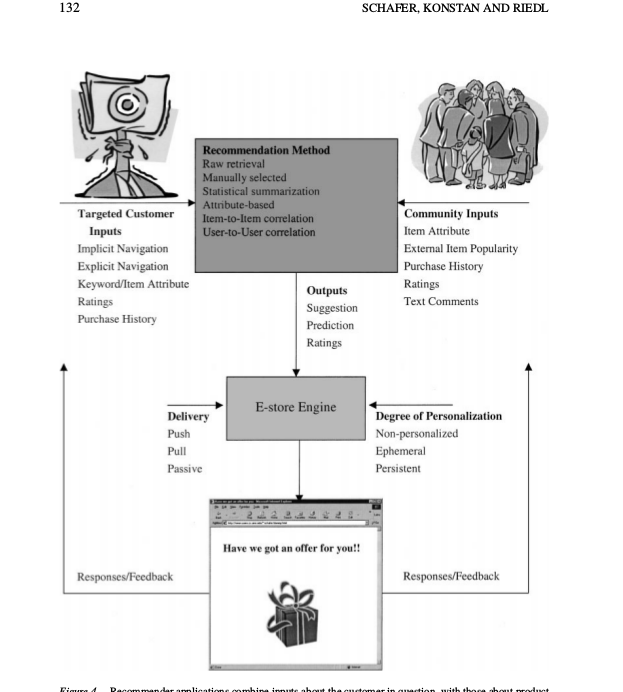 132
SCHAFER, KONSTAN AND RIEDL
Recommendation Method
Raw retrieval
Manually selected
Statistical summarization
Attribute-based
Item-to-Item correlation
User-to-User correlation
Targeted Customer
Inputs
Implicit Navigation
Explicit Navigation
Keyword/Item Attribute
Ratings
Purchase History
Community Inputs
Item Attribute
External Item Popularity
Purchase History
Ratings
Text Comments
Outputs
Suggestion
Prediction
Ratings
E-store Engine
Delivery
Push
Pull
Passive
Degree of Personalization
Non-personalized
Ephemeral
Persistent
Have we got an offer for you!!
Responses/Feedback
Responses/Feedback
Figure 4. Recommender applications combine inputs about the customer in question, with those about product